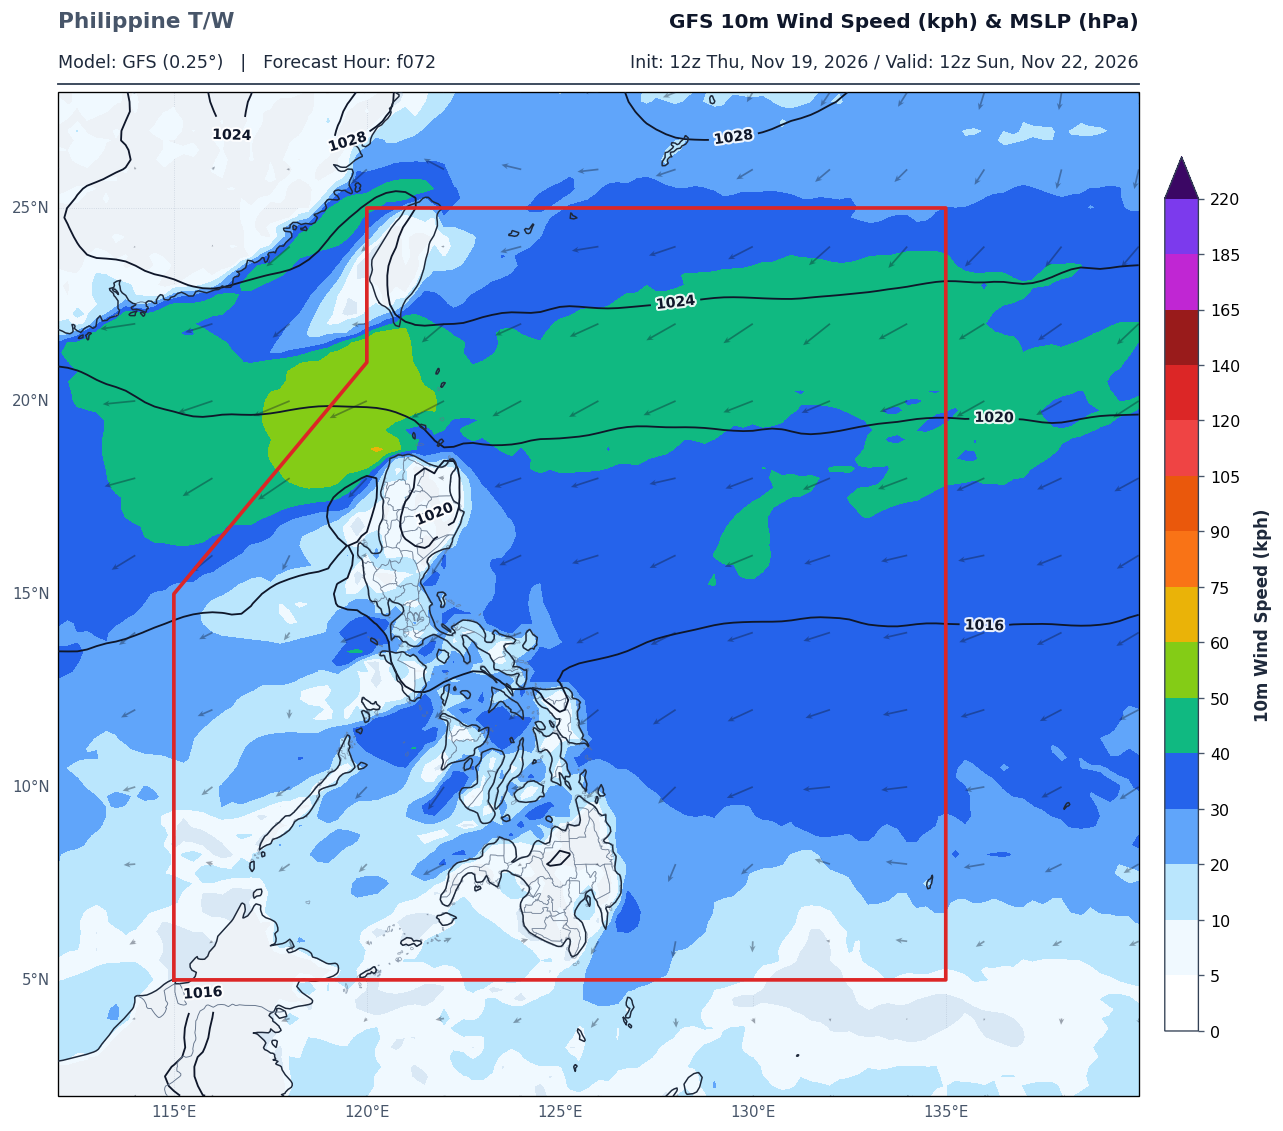 Philippine T/W
GFS 10m Wind Speed (kph) & MSLP (hPa)
Model: GFS (0.25°)   |   Forecast Hour: f072
Init: 12z Thu, Nov 19, 2026 / Valid: 12z Sun, Nov 22, 2026
1024
1028
1028
25°N
1024
20°N
1020
1020
15°N
1016
10°N
5°N
1016
115°E
120°E
125°E
130°E
135°E
220
185
165
140
120
105
90
75
60
50
40
30
20
10
5
0
10m Wind Speed (kph)